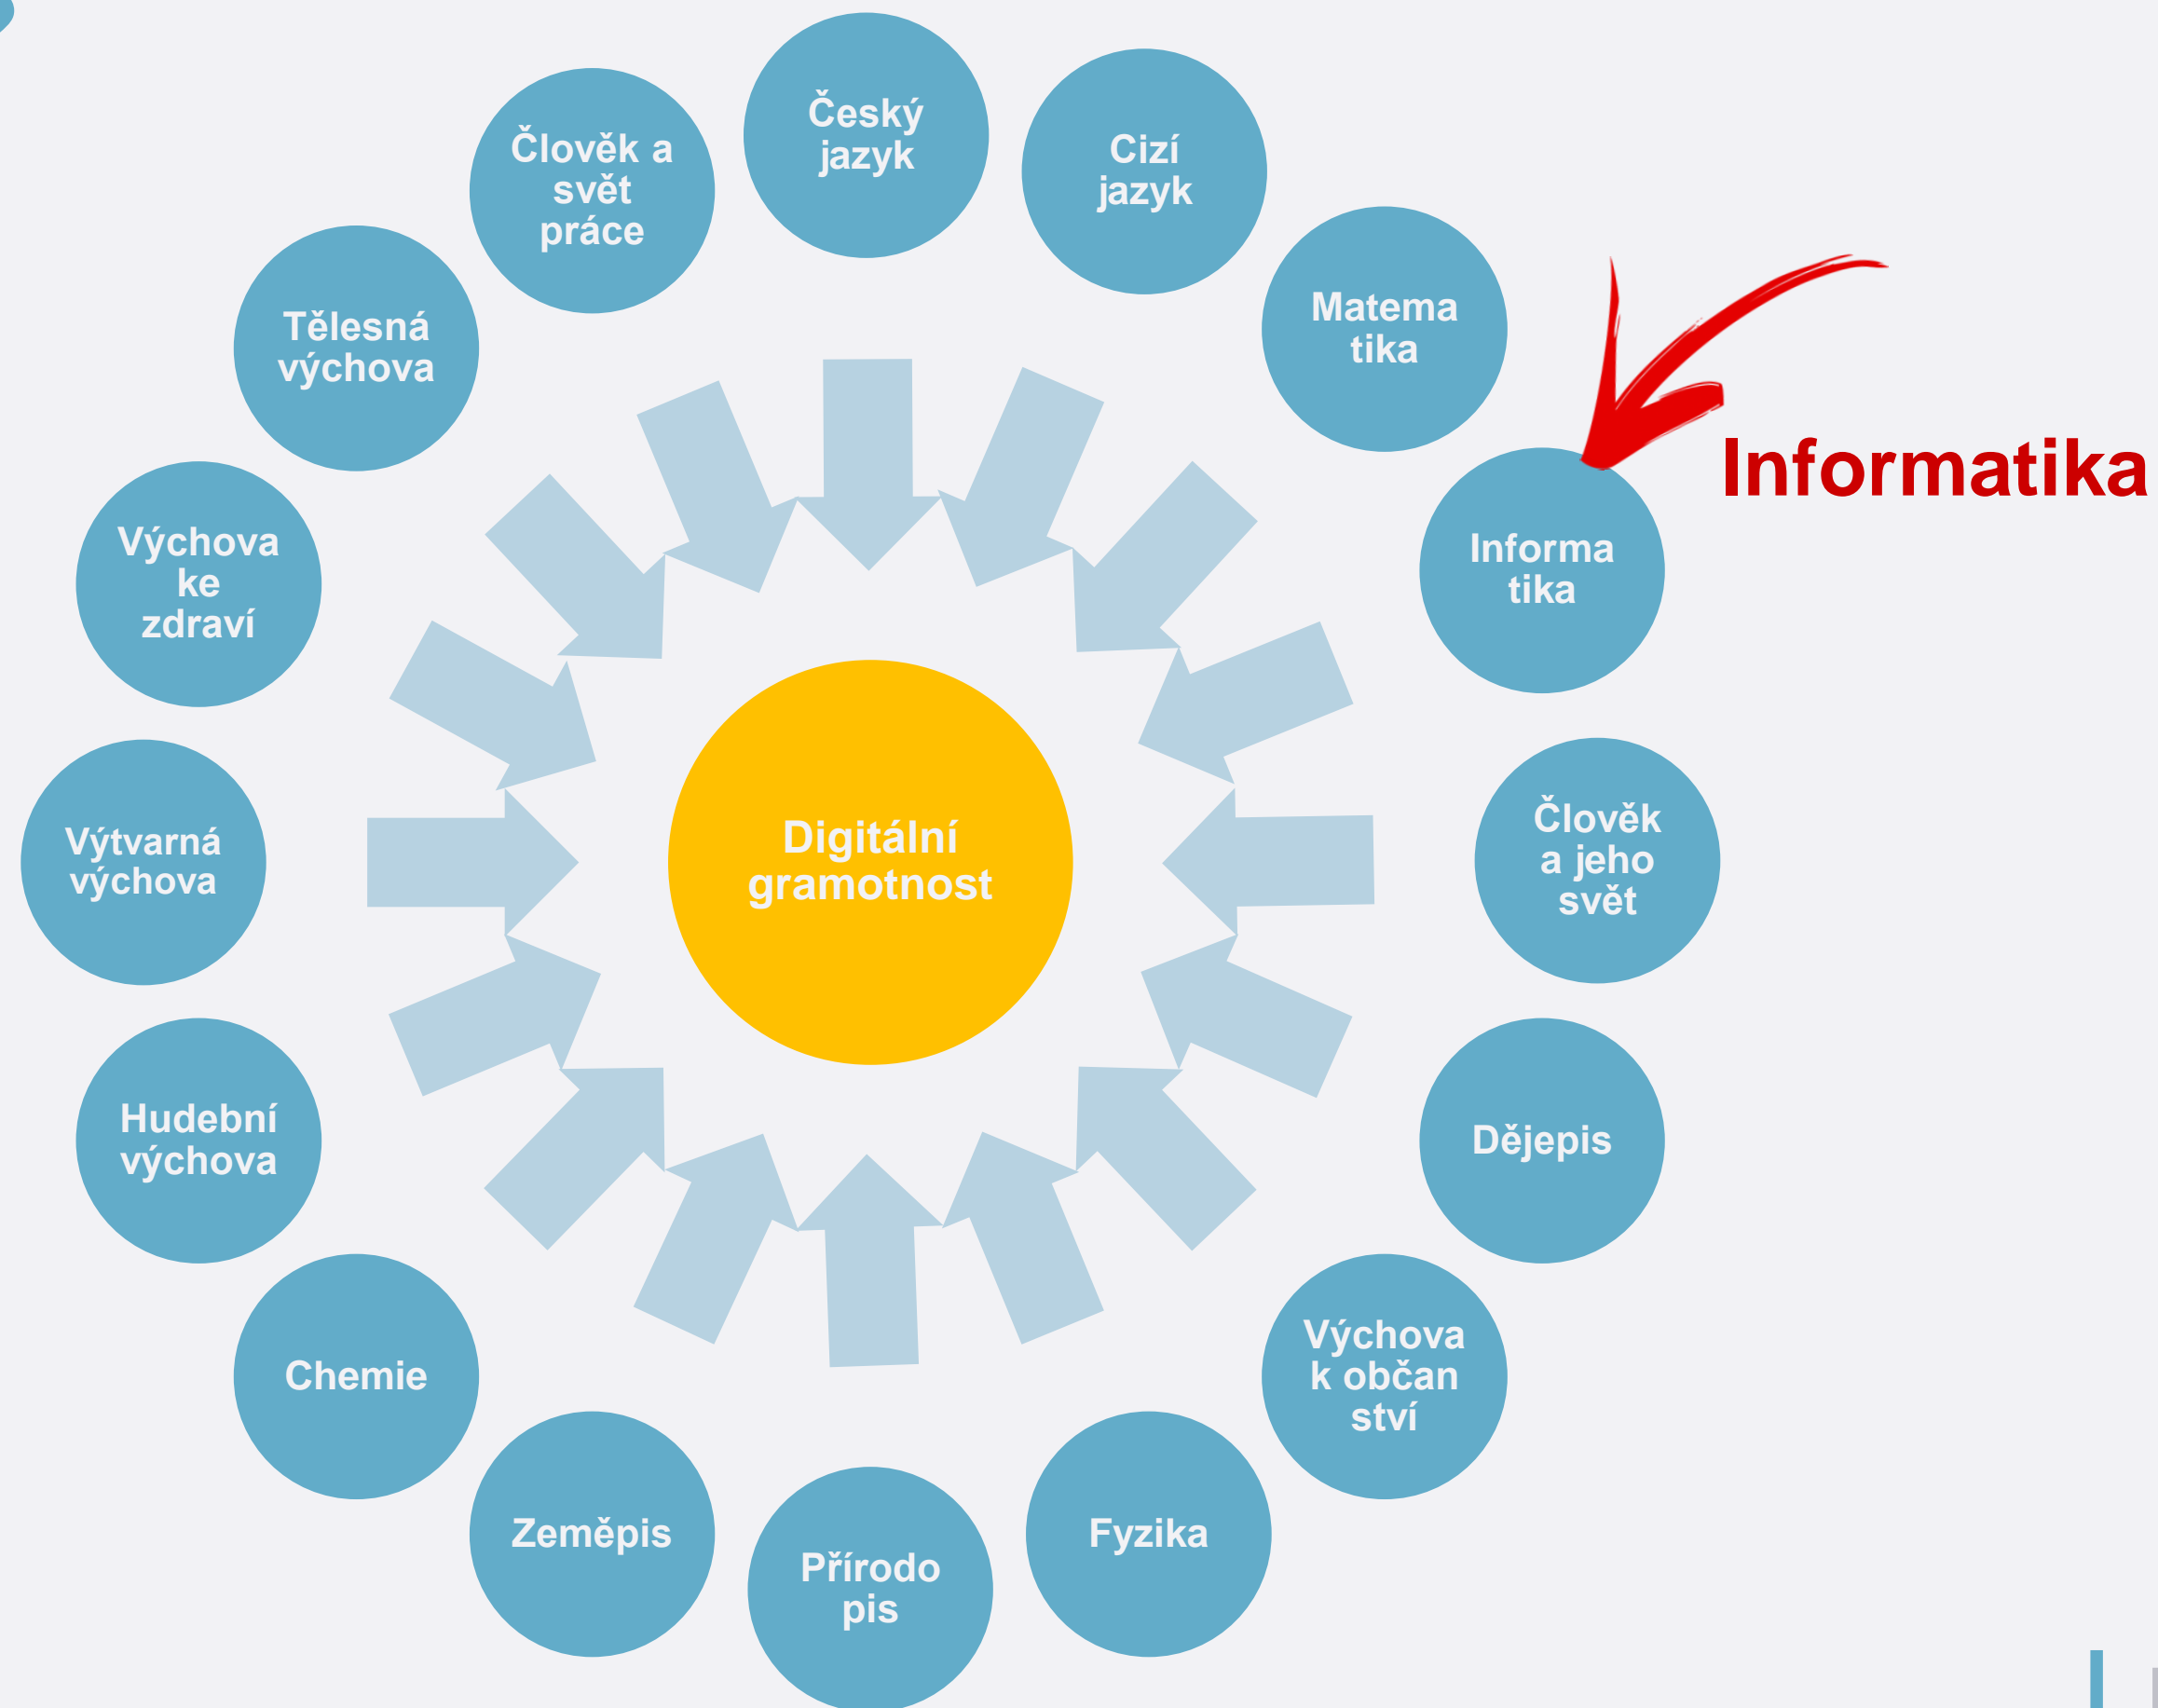 Český
jazyk
Cizí
jazyk
Matema
tika
Informatika
Informa
tika
Člověk
a jeho
svět
Dějepis
Výchova
k občan
ství
Fyzika
Přírodo
pis
Zeměpis
Chemie
Hudební
výchova
Výtvarná
výchova
Výchova
ke
zdraví
Tělesná
výchova
Člověk a
svět
práce
Digitální
gramotnost